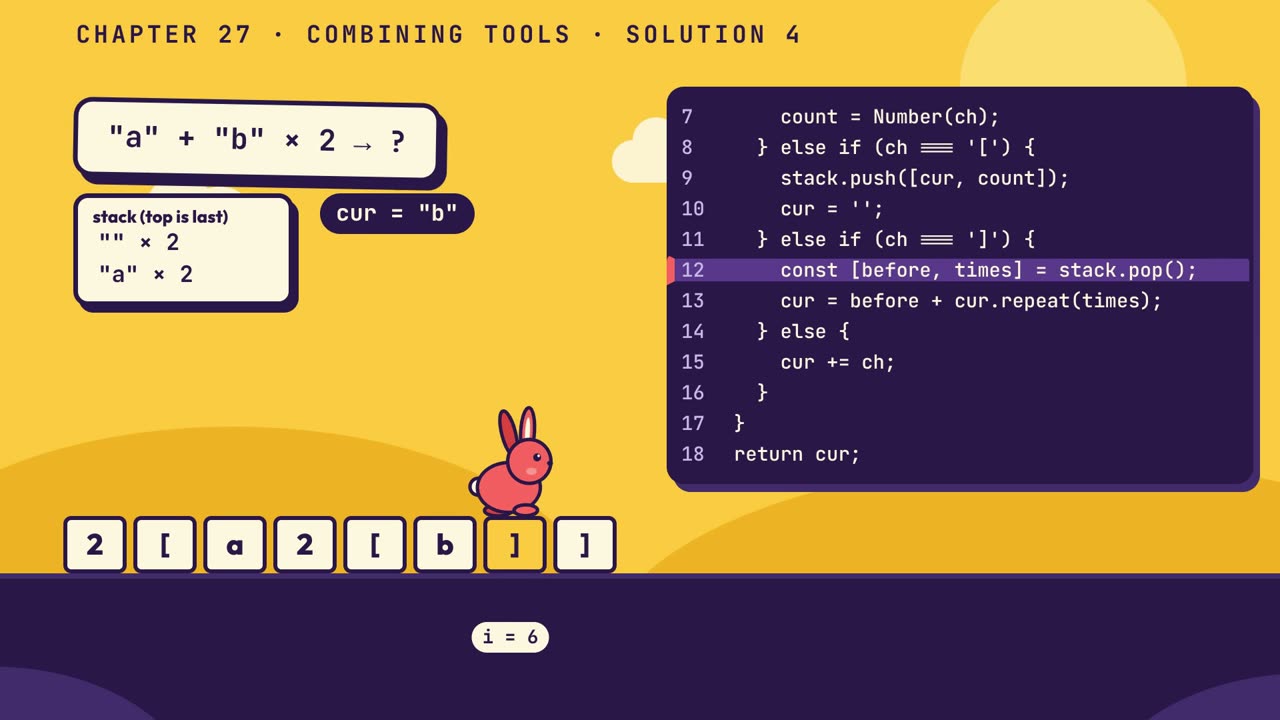 CHAPTER 27 · COMBINING TOOLS · SOLUTION 4
"a" + "b" × 2 → ?
stack (top is last)
"" × 2
"a" × 2
cur = "b"
7 count = Number(ch);
8 } else if (ch === '[') {
9 stack.push([cur, count]);
10 cur = '';
11 } else if (ch === ']') {
12 const [before, times] = stack.pop();
13 cur = before + cur.repeat(times);
14 } else {
15 cur += ch;
16 }
17 }
18 return cur;
2 [ a 2 [ b ] ]
i = 6